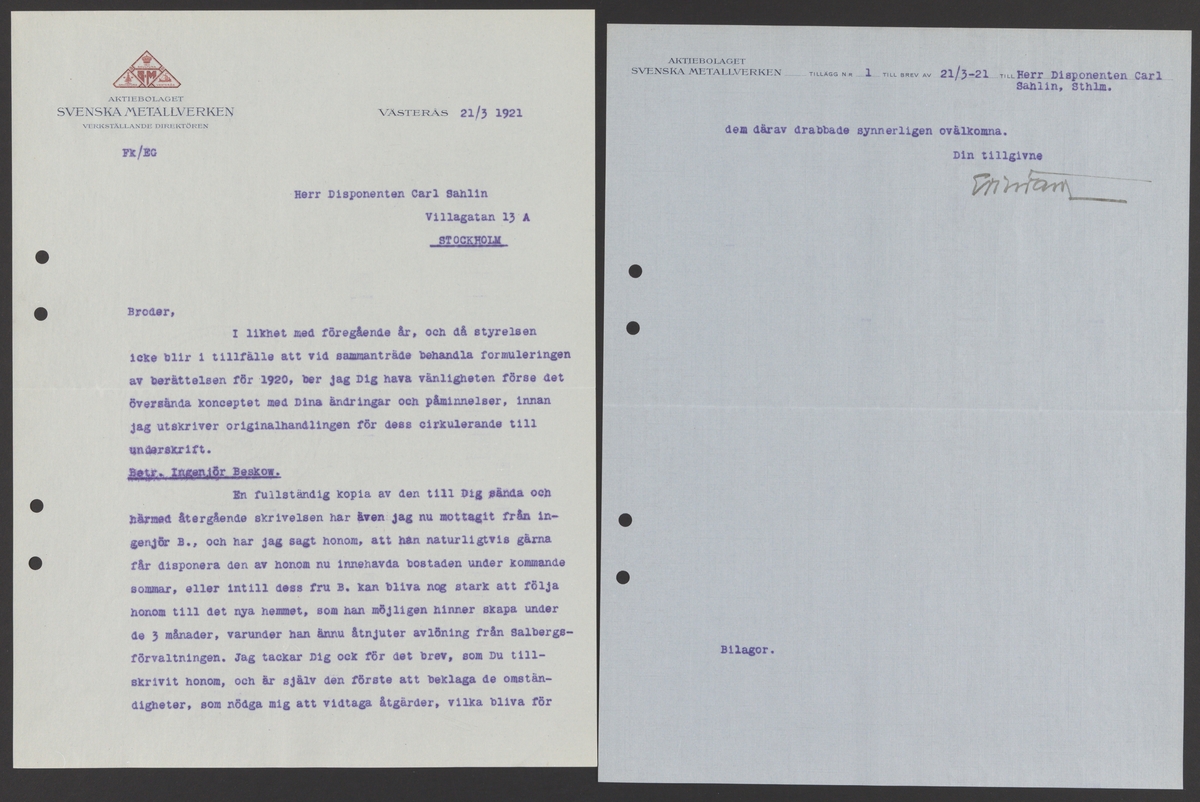 SM
AKTIEBOLAGET
SVENSKA METALLVERKEN
VERKSTÄLLANDE DIREKTÖREN
VÄSTERÅS 21/3 1921
Fk/EG
Herr Disponenten Carl Sahlin
Villagatan 13 A
STOCKHOLM
Broder,
I likhet med föregående år, och då styrelsen
icke blir i tillfälle att vid sammanträde behandla formuleringen
av berättelsen för 1920, ber jag Dig hava vänligheten förse det
översända konceptet med Dina ändringar och påminnelser, innan
jag utskriver originalhandlingen för dess cirkulerande till
underskrift.
Betr. Ingenjör Beskow.
En fullständig kopia av den till Dig sända och
härmed återgående skrivelsen har även jag nu mottagit från in-
genjör B., och har jag sagt honom, att han naturligtvis gärna
får disponera den av honom nu innehavda bostaden under kommande
sommar, eller intill dess fru B. kan bliva nog stark att följa
honom till det nya hemmet, som han möjligen hinner skapa under
de 3 månader, varunder han ännu åtnjuter avlöning från Salbergs-
förvaltningen. Jag tackar Dig ock för det brev, som Du till-
skrivit honom, och är själv den förste att beklaga de omstän-
digheter, som nödga mig att vidtaga åtgärder, vilka bliva för
AKTIEBOLAGET
SVENSKA METALLVERKEN TILLÄGG N:R 1 TILL BREV AV 21/3-21 TILL Herr Disponenten Carl
Sahlin, Sthlm.
dem därav drabbade synnerligen ovälkomna.
Din tillgivne
Bilagor.